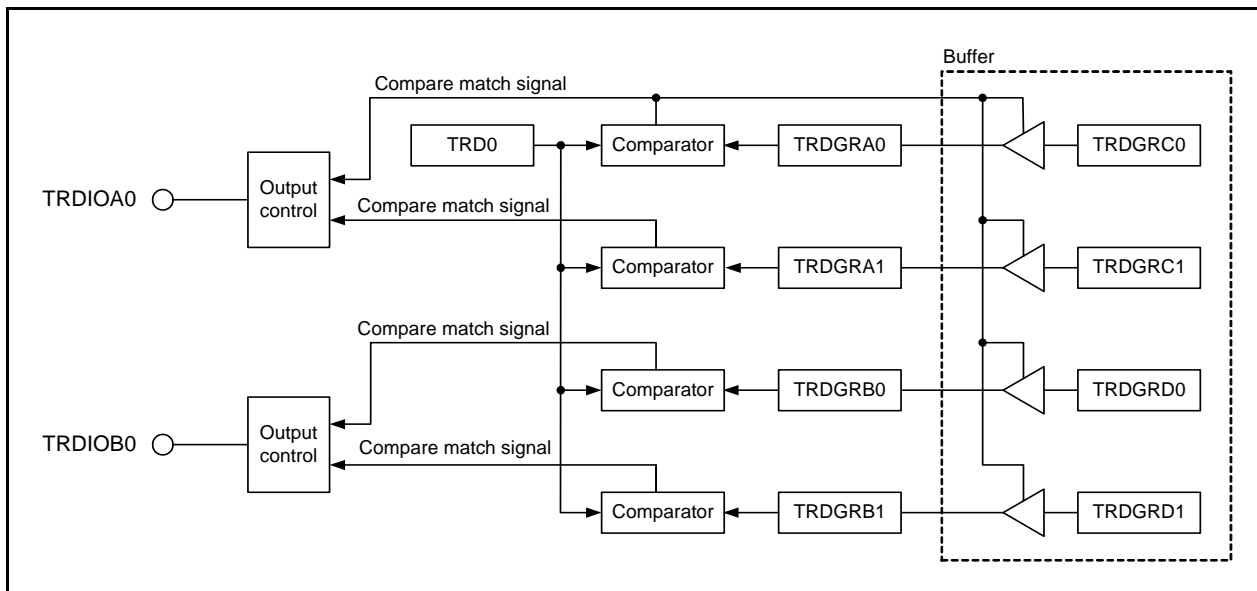 Buffer
Compare match signal
TRD0
Comparator
TRDGRA0
TRDGRC0
TRDIOA0
Output
control
Compare match signal
Comparator
TRDGRA1
TRDGRC1
Compare match signal
Comparator
TRDGRB0
TRDGRD0
TRDIOB0
Output
control
Compare match signal
Comparator
TRDGRB1
TRDGRD1